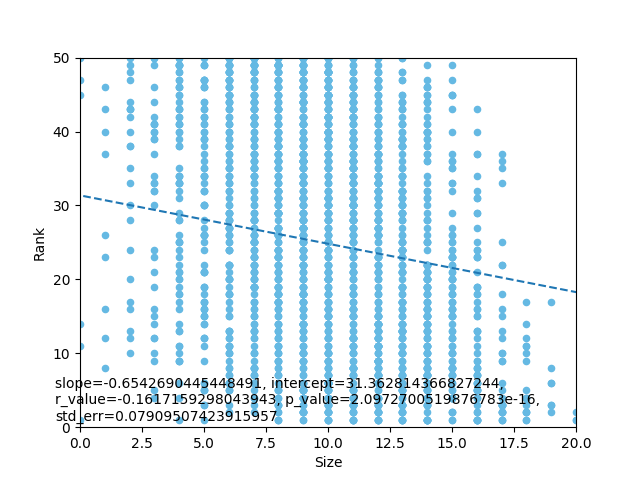 50
40
30
20
10
0
Rank
slope=-0.6542690445448491, intercept=31.362814366827244,
r_value=-0.1617159298043943, p_value=2.0972700519876783e-16,
std_err=0.07909507423915957
0.0 2.5 5.0 7.5 10.0 12.5 15.0 17.5 20.0
Size